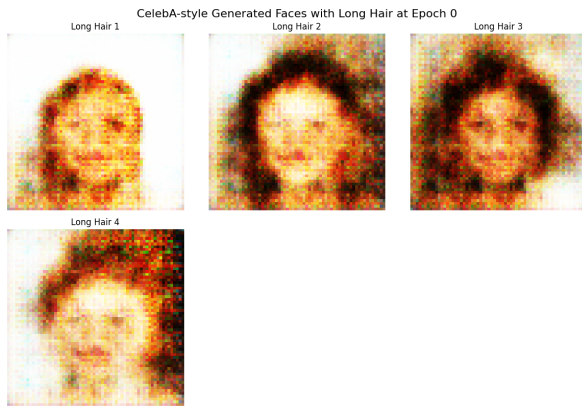 CelebA-style Generated Faces with Long Hair at Epoch 0
Long Hair 1
Long Hair 2
Long Hair 3
Long Hair 4